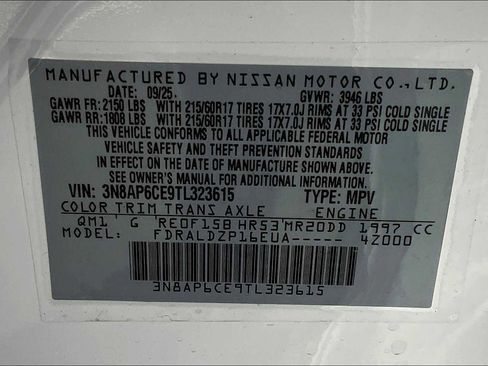 MANUFACTURED BY NISSAN MOTOR CO.,LTD.
DATE: 09/25. GVWR: 3946 LBS
GAWR FR: 2150 LBS WITH 215/60R17 TIRES 17X7.0J RIMS AT 33 PSI COLD SINGLE
GAWR RR: 1808 LBS WITH 215/60R17 TIRES 17X7.0J RIMS AT 33 PSI COLD SINGLE
THIS VEHICLE CONFORMS TO ALL APPLICABLE FEDERAL MOTOR
VEHICLE SAFETY AND THEFT PREVENTION STANDARDS
IN EFFECT ON THE DATE OF MANUFACTURE SHOWN ABOVE.
SEE OWNER'S MANUAL FOR ADDITIONAL INFORMATION.
VIN: 3N8AP6CE9TL323615 TYPE: MPV
COLOR TRIM TRANS AXLE ENGINE
QM1 G RE0F15B HR53 MR20DD 1997 CC
MODEL: FDRALDZP16EUA----- 4Z000
3N8AP6CE9TL323615